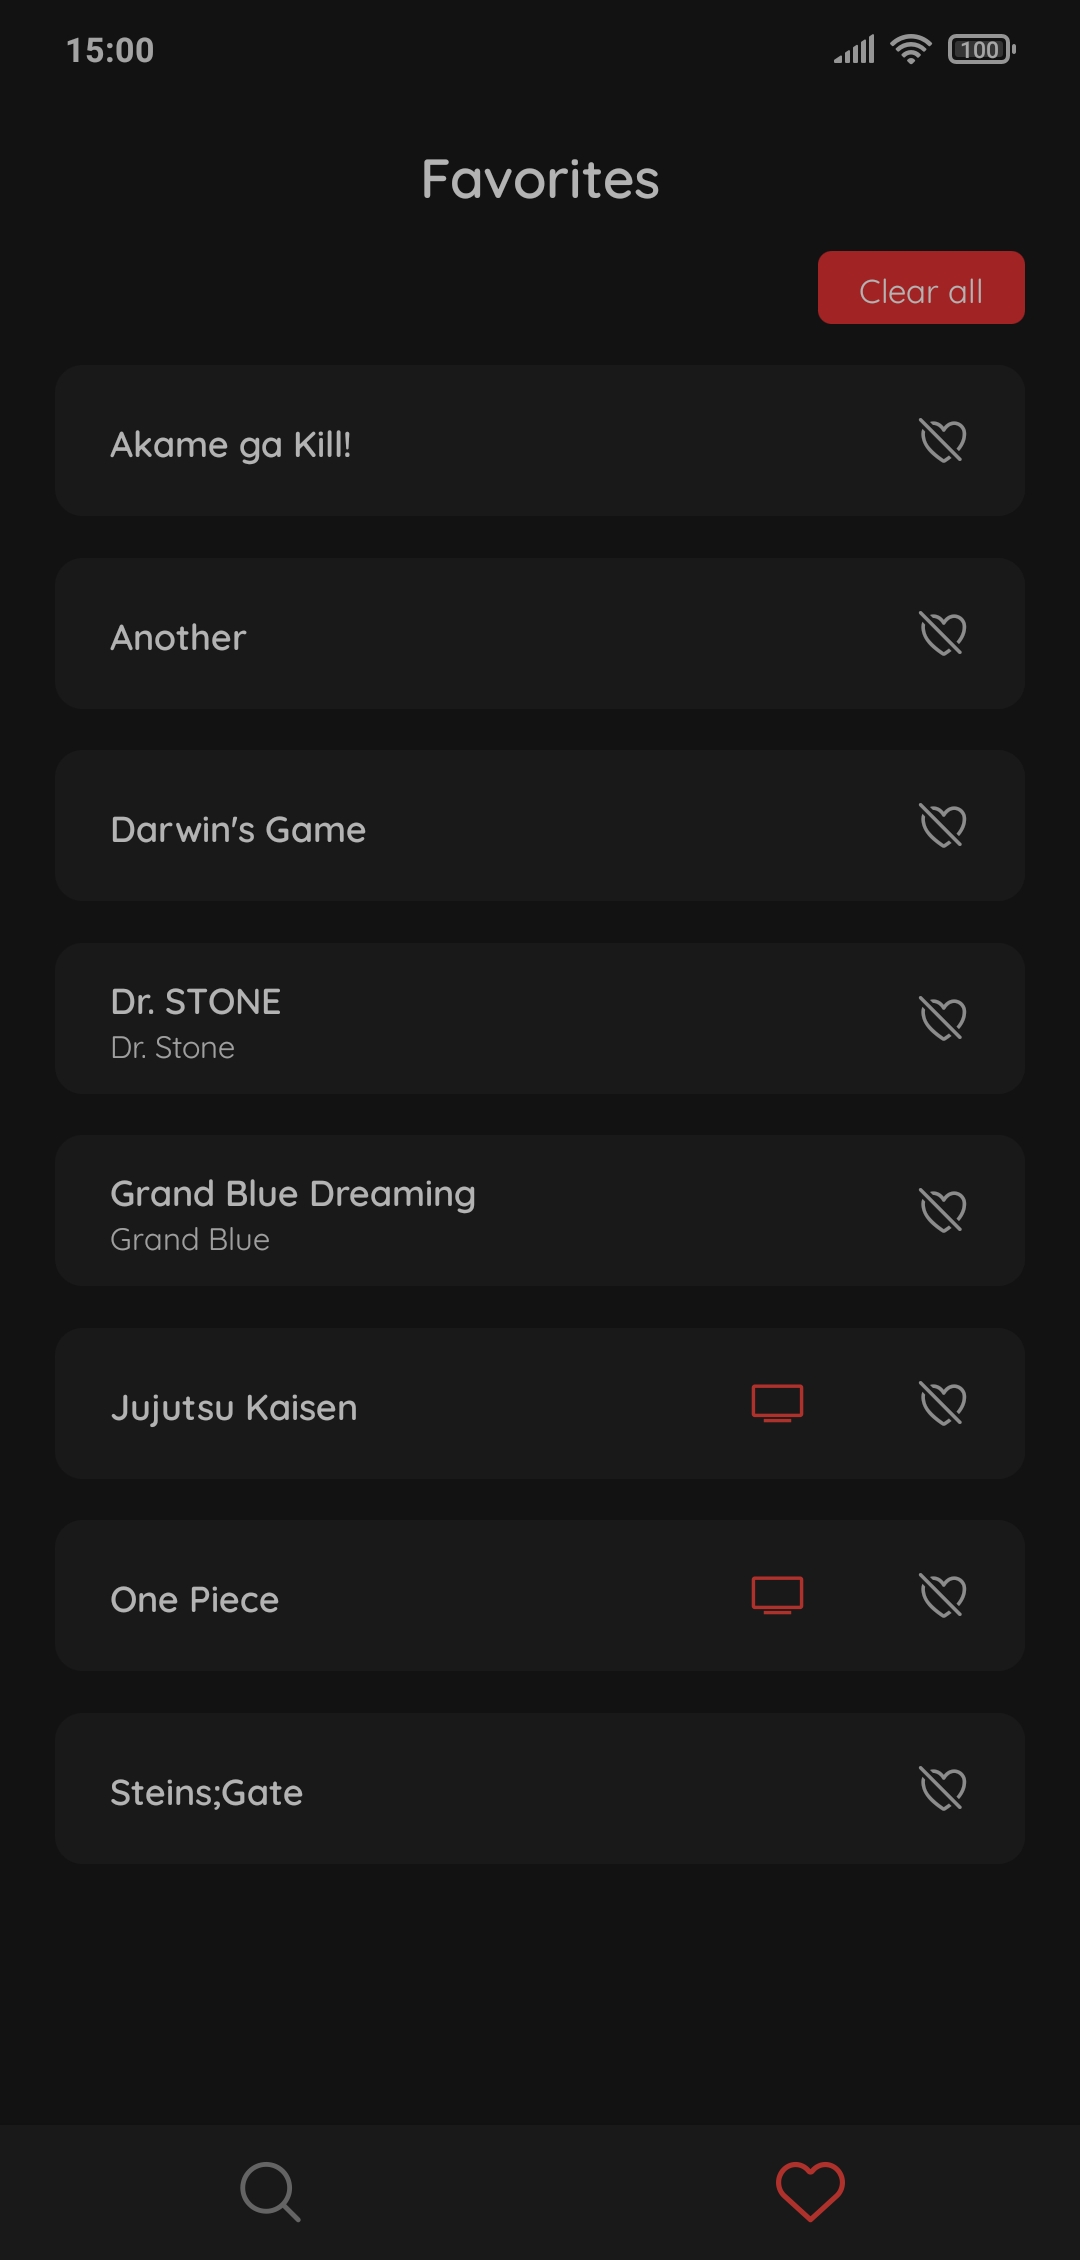 15:00
100
Favorites
Clear all
Akame ga Kill!
Another
Darwin's Game
Dr. STONE
Dr. Stone
Grand Blue Dreaming
Grand Blue
Jujutsu Kaisen
One Piece
Steins;Gate